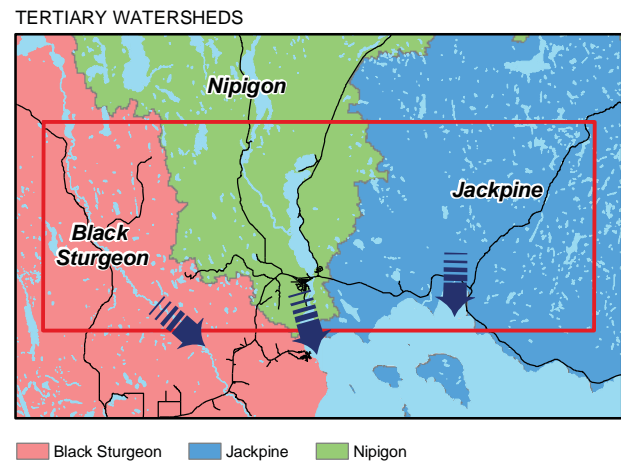 TERTIARY WATERSHEDS
Nipigon
Jackpine
Black
Sturgeon
Black Sturgeon Jackpine Nipigon